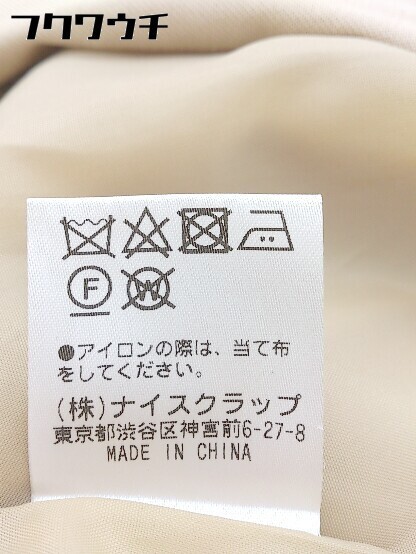 フクワウチ
F
W
●アイロンの際は、当て布
をしてください。
(株)ナイスクラップ
東京都渋谷区神宮前6-27-8
MADE IN CHINA